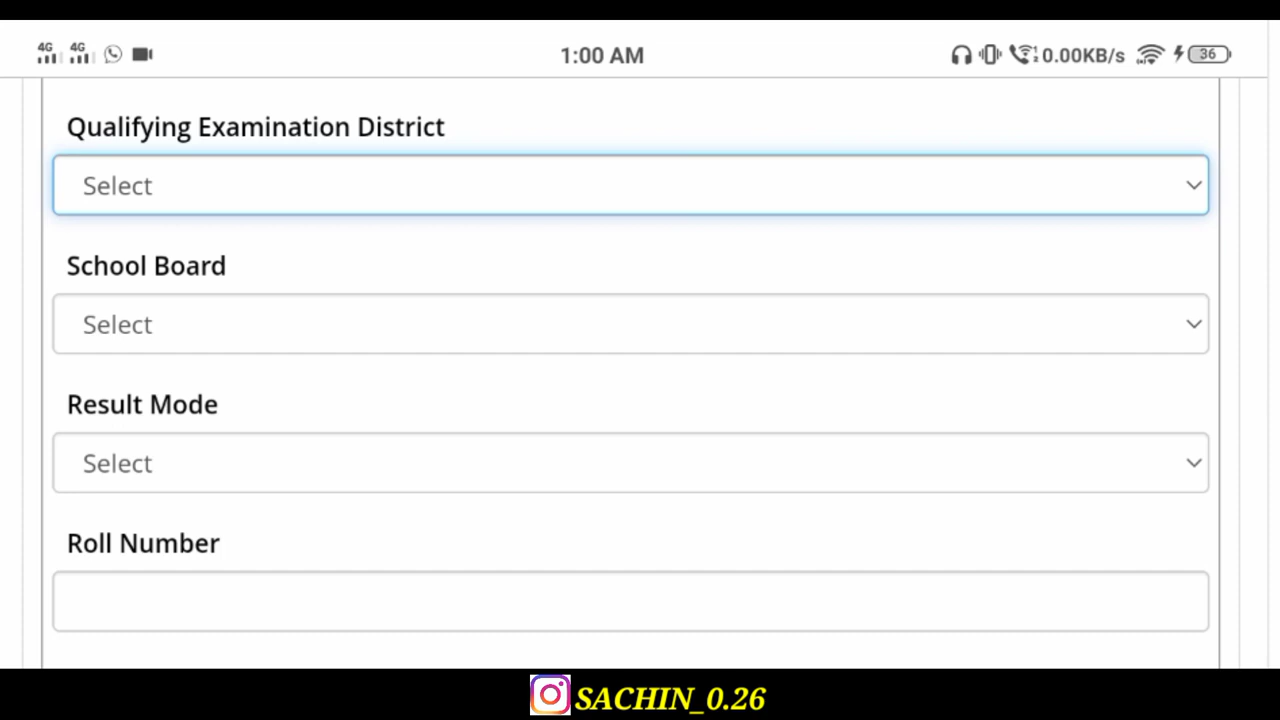 4G 4G 1:00 AM 0.00KB/s 36
Qualifying Examination District
Select
School Board
Select
Result Mode
Select
Roll Number
SACHIN_0.26